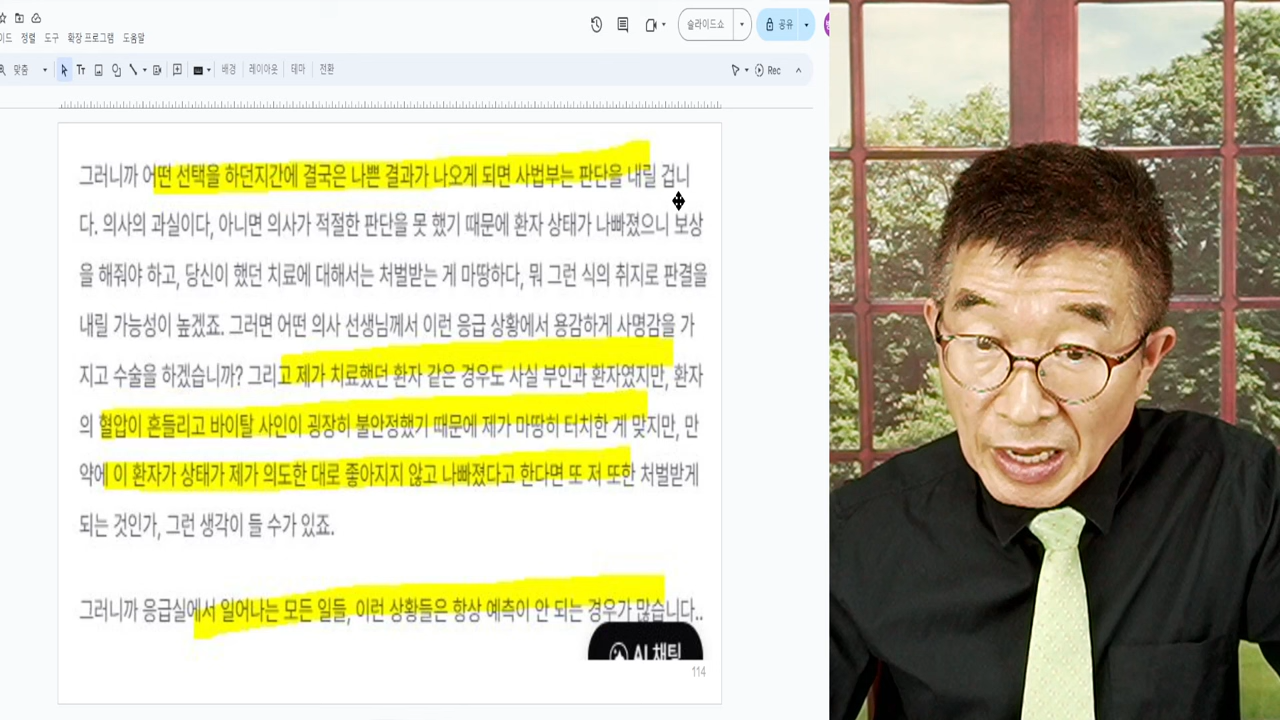 이드 정렬 도구 확장 프로그램 도움말
슬라이드쇼
공유
맞춤
배경 레이아웃 테마 전환
Rec
그러니까 어떤 선택을 하던지간에 결국은 나쁜 결과가 나오게 되면 사법부는 판단을 내릴 겁니
다. 의사의 과실이다, 아니면 의사가 적절한 판단을 못 했기 때문에 환자 상태가 나빠졌으니 보상
을 해줘야 하고, 당신이 했던 치료에 대해서는 처벌받는 게 마땅하다, 뭐 그런 식의 취지로 판결을
내릴 가능성이 높겠죠. 그러면 어떤 의사 선생님께서 이런 응급 상황에서 용감하게 사명감을 가
지고 수술을 하겠습니까? 그리고 제가 치료했던 환자 같은 경우도 사실 부인과 환자였지만, 환자
의 혈압이 흔들리고 바이탈 사인이 굉장히 불안정했기 때문에 제가 마땅히 터치한 게 맞지만, 만
약에 이 환자가 상태가 제가 의도한 대로 좋아지지 않고 나빠졌다고 한다면 또 저 또한 처벌받게
되는 것인가, 그런 생각이 들 수가 있죠.
그러니까 응급실에서 일어나는 모든 일들, 이런 상황들은 항상 예측이 안 되는 경우가 많습니다..
AI 채팅
114